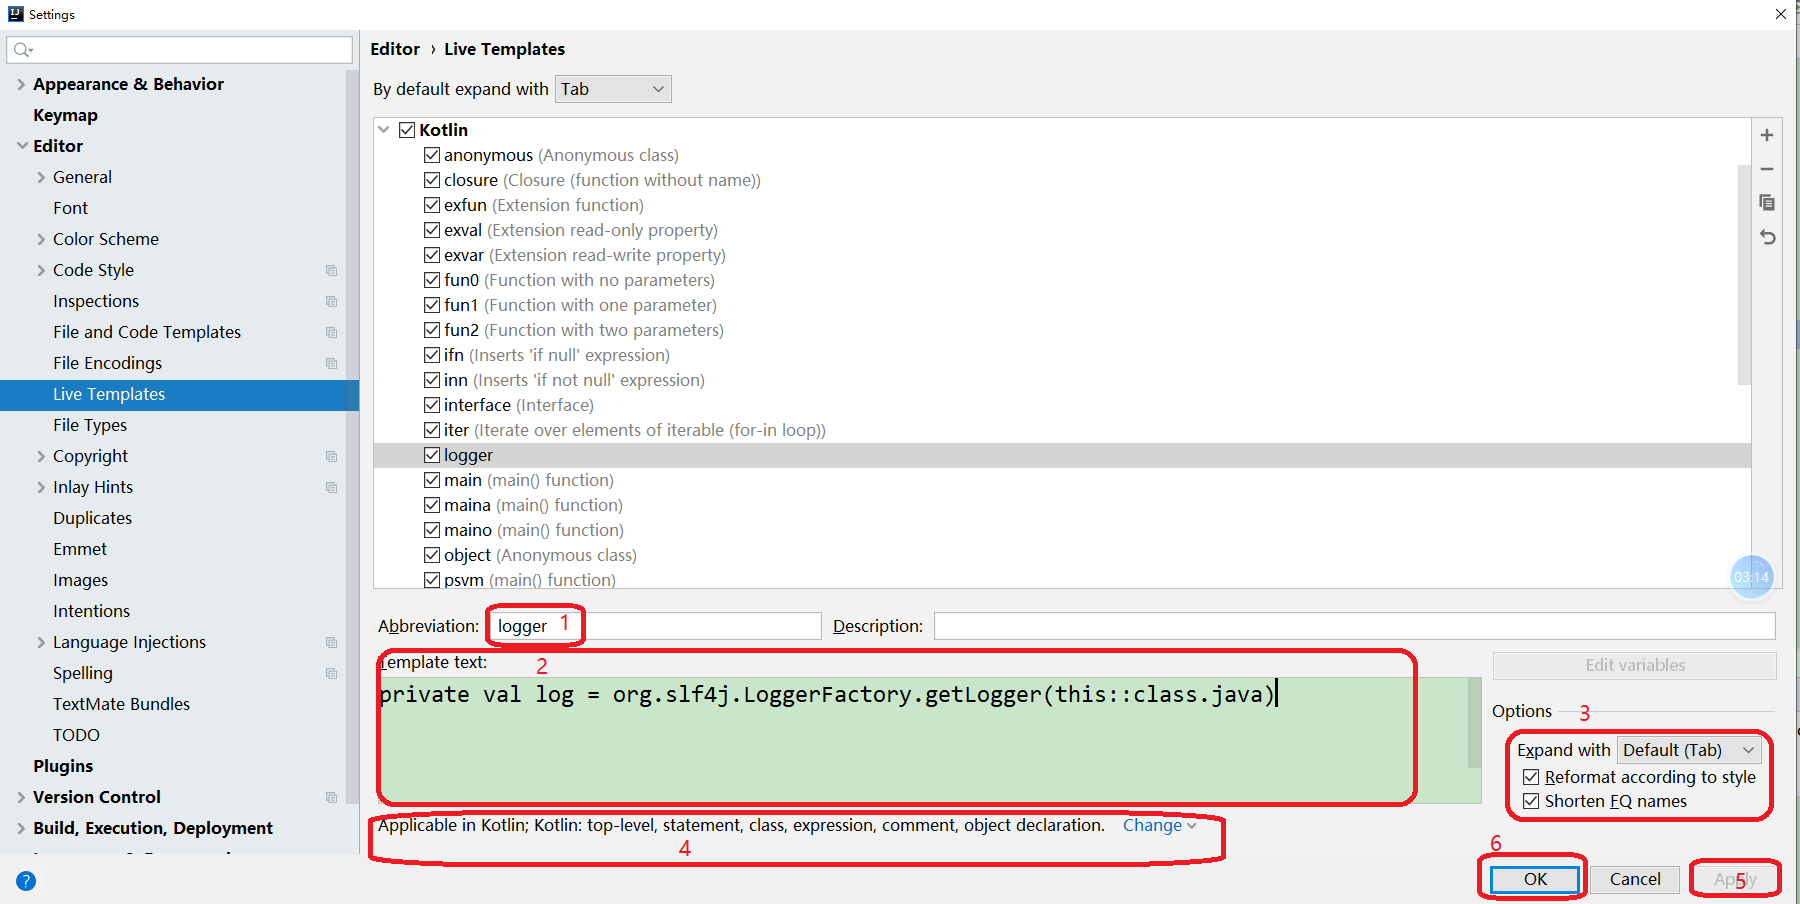 Settings
Appearance & Behavior
Keymap
Editor
General
Font
Color Scheme
Code Style
Inspections
File and Code Templates
File Encodings
Live Templates
File Types
Copyright
Inlay Hints
Duplicates
Emmet
Images
Intentions
Language Injections
Spelling
TextMate Bundles
TODO
Plugins
Version Control
Build, Execution, Deployment
Editor › Live Templates
By default expand with Tab
Kotlin
anonymous (Anonymous class)
closure (Closure (function without name))
exfun (Extension function)
exval (Extension read-only property)
exvar (Extension read-write property)
fun0 (Function with no parameters)
fun1 (Function with one parameter)
fun2 (Function with two parameters)
ifn (Inserts 'if null' expression)
inn (Inserts 'if not null' expression)
interface (Interface)
iter (Iterate over elements of iterable (for-in loop))
logger
main (main() function)
maina (main() function)
maino (main() function)
object (Anonymous class)
psvm (main() function)
03:14
Abbreviation: logger 1 Description:
Template text: 2
private val log = org.slf4j.LoggerFactory.getLogger(this::class.java)
Edit variables
Options 3
Expand with Default (Tab)
Reformat according to style
Shorten FQ names
Applicable in Kotlin; Kotlin: top-level, statement, class, expression, comment, object declaration. Change
4
6
? OK Cancel Apply 5